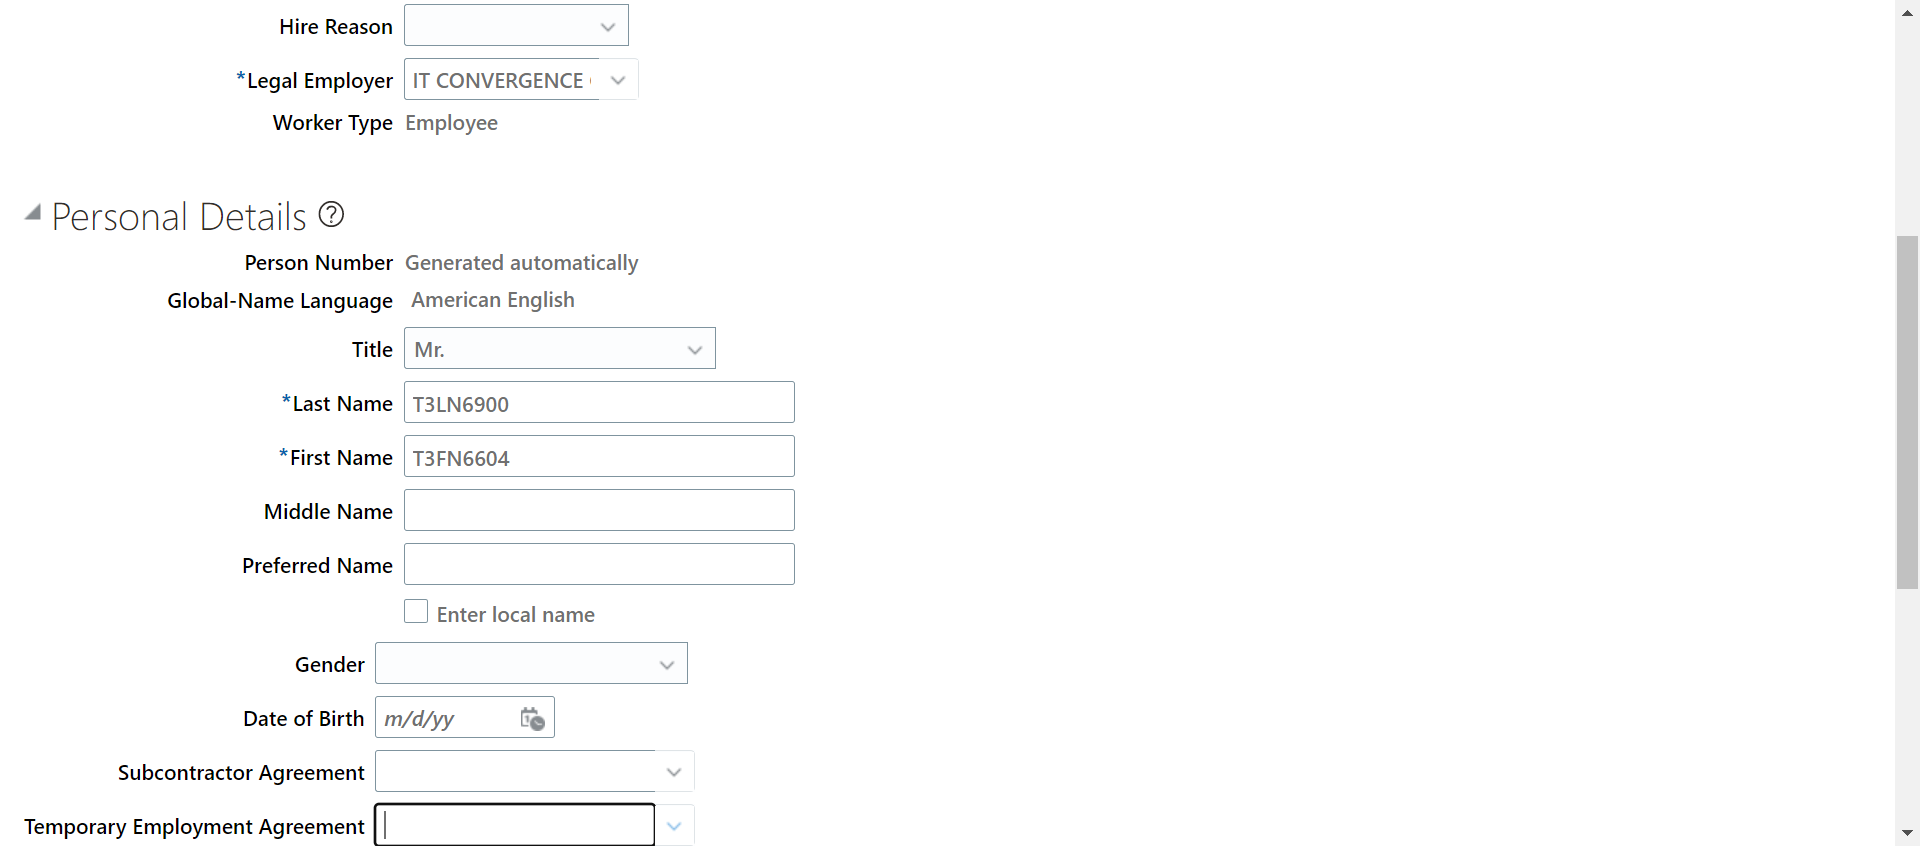 Hire Reason
*Legal Employer IT CONVERGENCE
Worker Type Employee
Personal Details ?
Person Number Generated automatically
Global-Name Language American English
Title Mr.
*Last Name T3LN6900
*First Name T3FN6604
Middle Name
Preferred Name
Enter local name
Gender
Date of Birth m/d/yy
Subcontractor Agreement
Temporary Employment Agreement